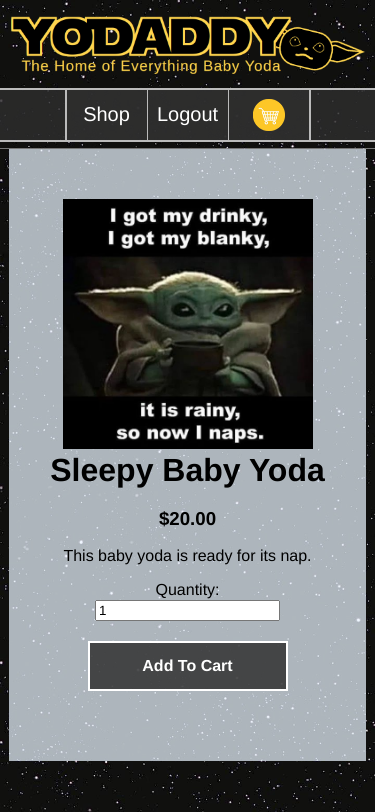 YODADDY
The Home of Everything Baby Yoda
Shop
Logout
I got my drinky,
I got my blanky,
it is rainy,
so now I naps.
Sleepy Baby Yoda
$20.00
This baby yoda is ready for its nap.
Quantity:
1
Add To Cart